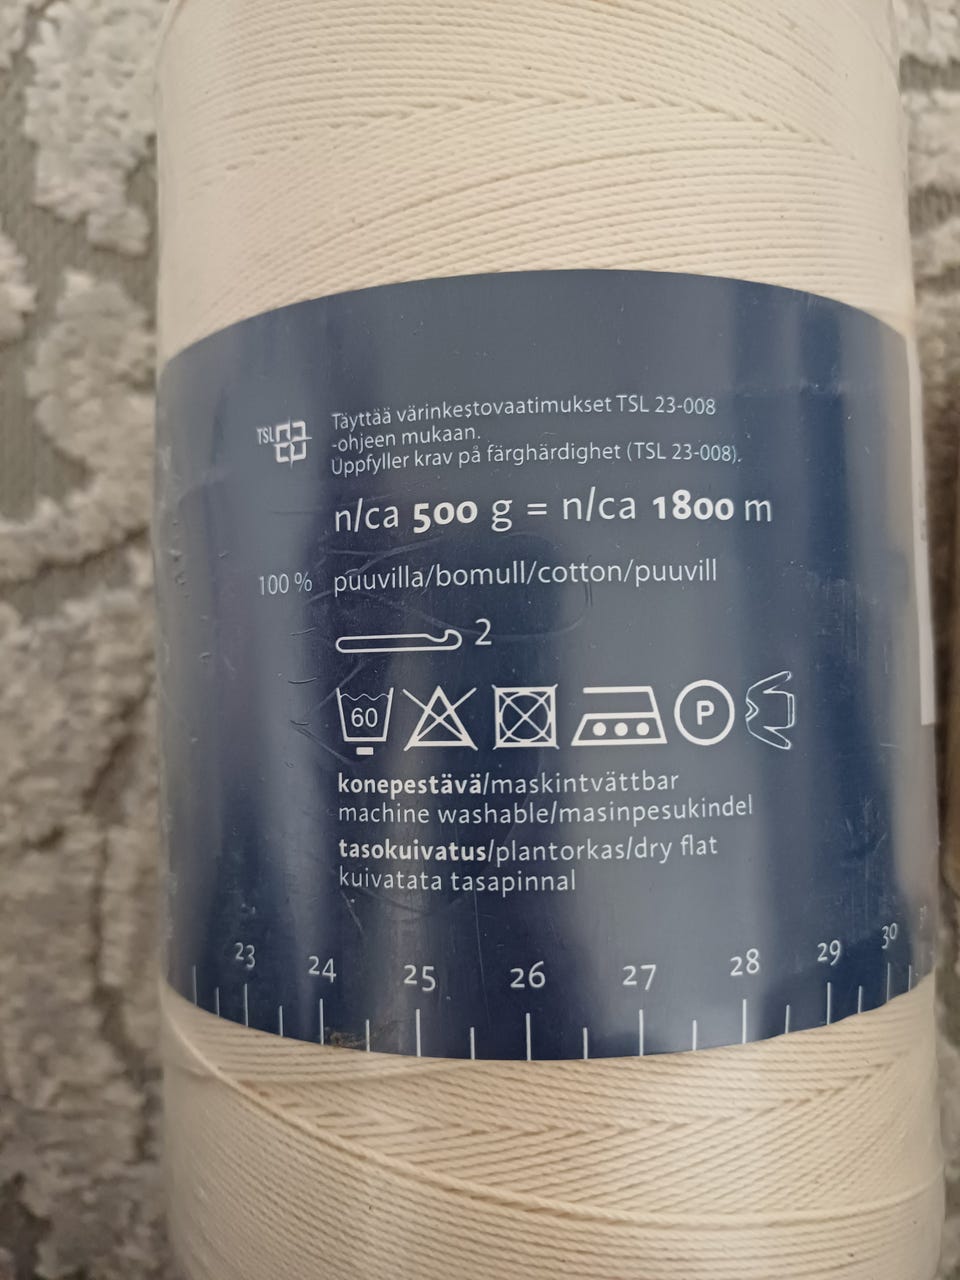 TSL
Täyttää värinkestovaatimukset TSL 23-008
-ohjeen mukaan.
Uppfyller krav på färghärdighet (TSL 23-008).
n/ca 500 g = n/ca 1800 m
100 % puuvilla/bomull/cotton/puuvill
2
60 P
konepestävä/maskintvättbar
machine washable/masinpesukindel
tasokuivatus/plantorkas/dry flat
kuivatata tasapinnal
23 24 25 26 27 28 29 30